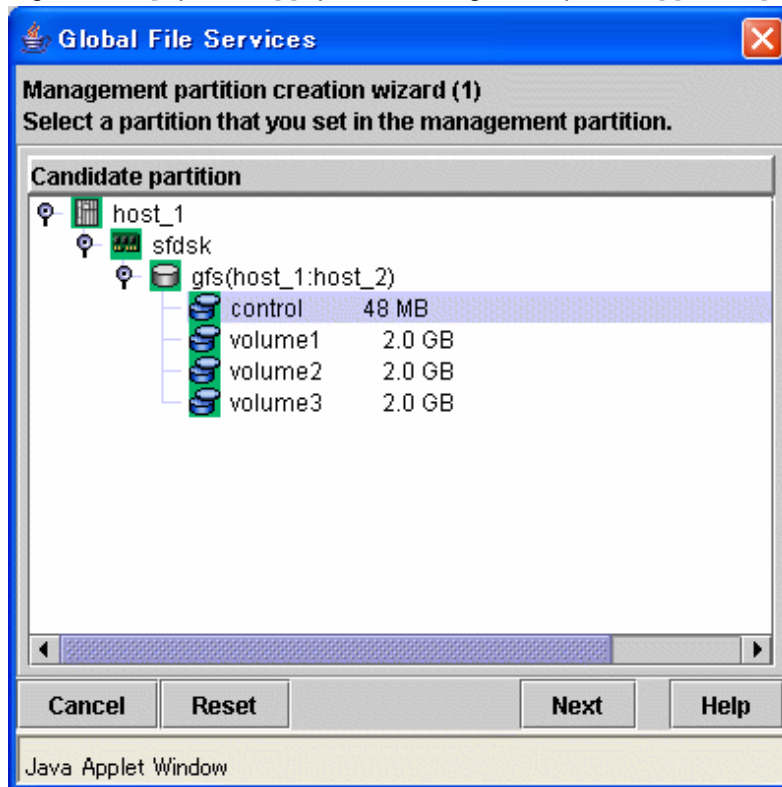 Global File Services
Management partition creation wizard (1)
Select a partition that you set in the management partition.
Candidate partition
host_1
sfdsk
gfs(host_1:host_2)
control 48 MB
volume1 2.0 GB
volume2 2.0 GB
volume3 2.0 GB
Cancel Reset Next Help
Java Applet Window